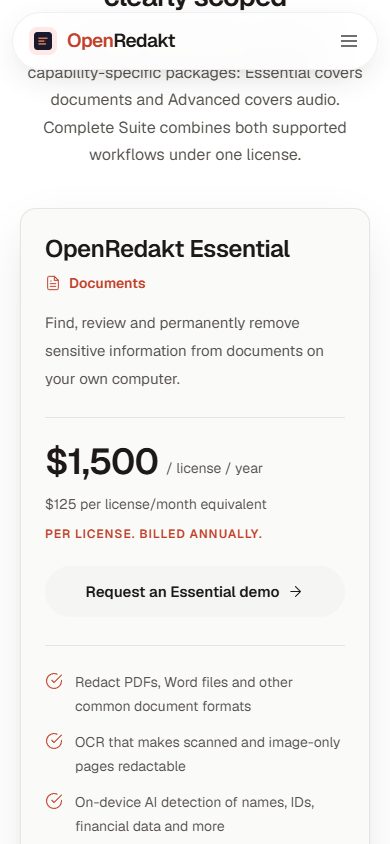 clearly scoped
OpenRedakt
capability-specific packages: Essential covers
documents and Advanced covers audio.
Complete Suite combines both supported
workflows under one license.
OpenRedakt Essential
Documents
Find, review and permanently remove
sensitive information from documents on
your own computer.
$1,500 / license / year
$125 per license/month equivalent
PER LICENSE. BILLED ANNUALLY.
Request an Essential demo →
Redact PDFs, Word files and other
common document formats
OCR that makes scanned and image-only
pages redactable
On-device AI detection of names, IDs,
financial data and more